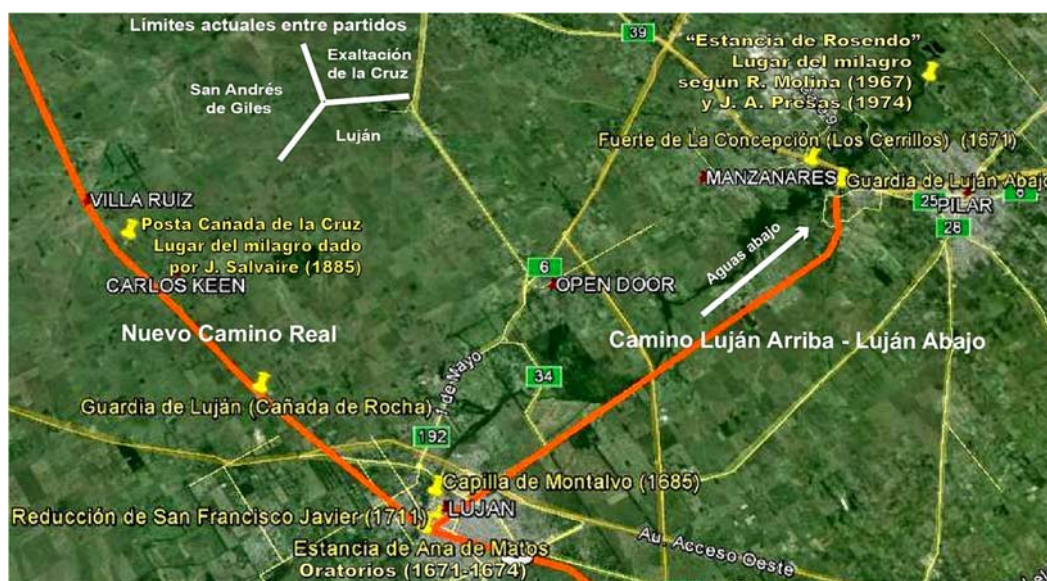 Límites actuales entre partidos
Exaltación
de la Cruz
San Andrés
de Giles
Luján
39
“Estancia de Rosendo”
Lugar del milagro
según R. Molina (1967)
y J. A. Presas (1974)
Fuerte de La Concepción (Los Cerrillos) (1671)
MANZANARES
Guardia de Luján Abajo
25
PILAR
8
28
VILLA RUIZ
Posta Cañada de la Cruz
Lugar del milagro dado
por J. Salvaire (1885)
CARLOS KEEN
6
OPEN DOOR
Aguas abajo
Nuevo Camino Real
Camino Luján Arriba - Luján Abajo
34
1 de Mayo
Guardia de Luján (Cañada de Rocha)
192
Capilla de Montalvo (1685)
LUJAN
Reducción de San Francisco Javier (1711)
Estancia de Ana de Matos
Oratorios (1671-1674)
Au. Acceso Oeste